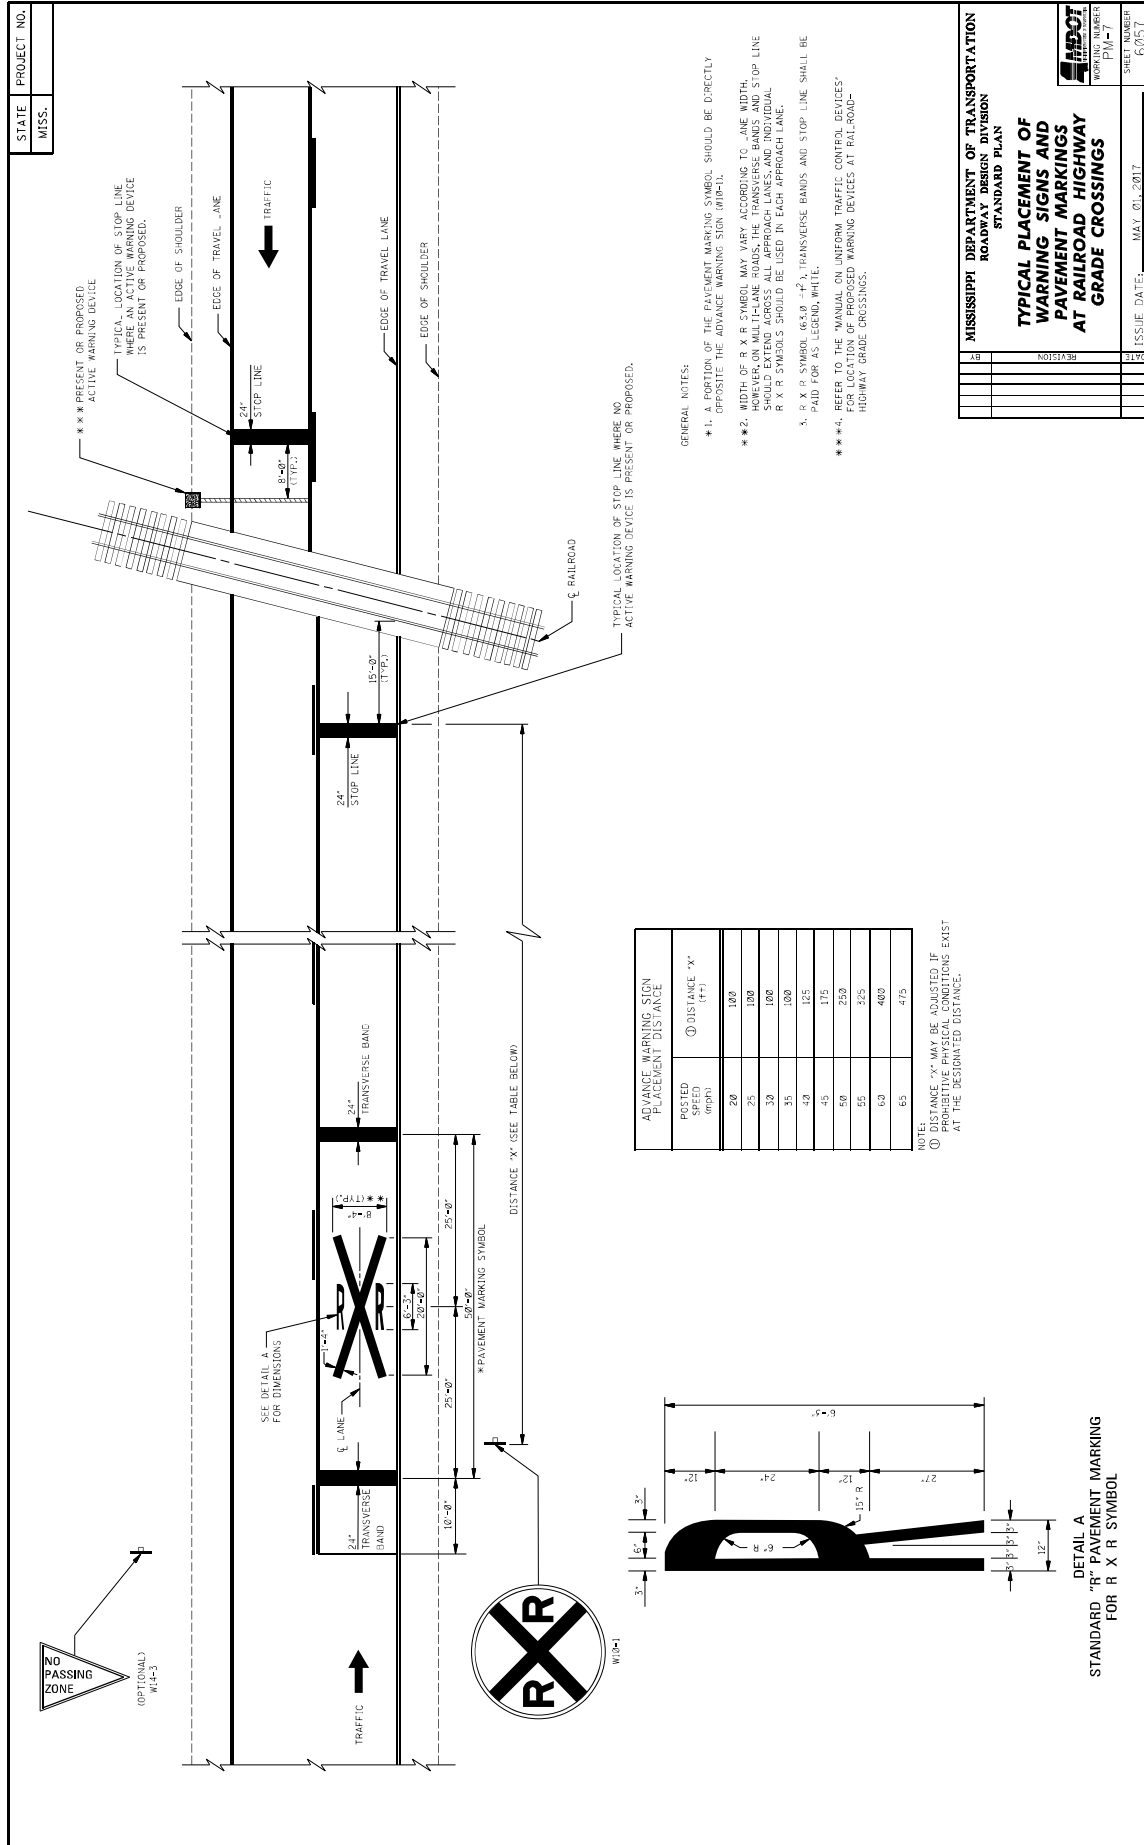 STATE PROJECT NO.
MISS.
* * * PRESENT OR PROPOSED
ACTIVE WARNING DEVICE
TYPICAL LOCATION OF STOP LINE
WHERE AN ACTIVE WARNING DEVICE
IS PRESENT OR PROPOSED.
EDGE OF SHOULDER
EDGE OF TRAVEL LANE
TRAFFIC
24"
STOP LINE
8'-0"
(TYP.)
EDGE OF TRAVEL LANE
EDGE OF SHOULDER
℄ RAILROAD
15'-0"
(TYP.)
TYPICAL LOCATION OF STOP LINE WHERE NO
ACTIVE WARNING DEVICE IS PRESENT OR PROPOSED.
24"
STOP LINE
24"
TRANSVERSE BAND
SEE DETAIL A
FOR DIMENSIONS
1'-4"
8'-4"
* * (TYP.)
R R
℄ LANE
6'-3"
20'-0"
25'-0"
25'-0"
50'-0"
10'-0"
*PAVEMENT MARKING SYMBOL
DISTANCE "X" (SEE TABLE BELOW)
24"
TRANSVERSE
BAND
NO
PASSING
ZONE
(OPTIONAL)
W14-3
TRAFFIC
R R
W10-1
GENERAL NOTES:
*1. A PORTION OF THE PAVEMENT MARKING SYMBOL SHOULD BE DIRECTLY
OPPOSITE THE ADVANCE WARNING SIGN (W10-1).
* *2. WIDTH OF R X R SYMBOL MAY VARY ACCORDING TO LANE WIDTH.
HOWEVER, ON MULTI-LANE ROADS, THE TRANSVERSE BANDS AND STOP LINE
SHOULD EXTEND ACROSS ALL APPROACH LANES, AND INDIVIDUAL
R X R SYMBOLS SHOULD BE USED IN EACH APPROACH LANE.
3. R X R SYMBOL (63.0 ft²), TRANSVERSE BANDS AND STOP LINE SHALL BE
PAID FOR AS LEGEND, WHITE.
* * *4. REFER TO THE "MANUAL ON UNIFORM TRAFFIC CONTROL DEVICES"
FOR LOCATION OF PROPOSED WARNING DEVICES AT RAILROAD-
HIGHWAY GRADE CROSSINGS.
ADVANCE WARNING SIGN
PLACEMENT DISTANCE
POSTED
SPEED
(mph)
① DISTANCE "X"
(ft)
20 100
25 100
30 100
35 100
40 125
45 175
50 250
55 325
60 400
65 475
NOTE:
① DISTANCE "X" MAY BE ADJUSTED IF
PROHIBITIVE PHYSICAL CONDITIONS EXIST
AT THE DESIGNATED DISTANCE.
6'-3"
12"
24"
12"
27"
3"
6"
3"
6" R
15" R
3" 3" 3" 3"
12"
DETAIL A
STANDARD "R" PAVEMENT MARKING
FOR R X R SYMBOL
BY
REVISION
DATE
MISSISSIPPI DEPARTMENT OF TRANSPORTATION
ROADWAY DESIGN DIVISION
STANDARD PLAN
TYPICAL PLACEMENT OF
WARNING SIGNS AND
PAVEMENT MARKINGS
AT RAILROAD HIGHWAY
GRADE CROSSINGS
MDOT
WORKING NUMBER
PM-7
SHEET NUMBER
6057
ISSUE DATE: MAY 01, 2017